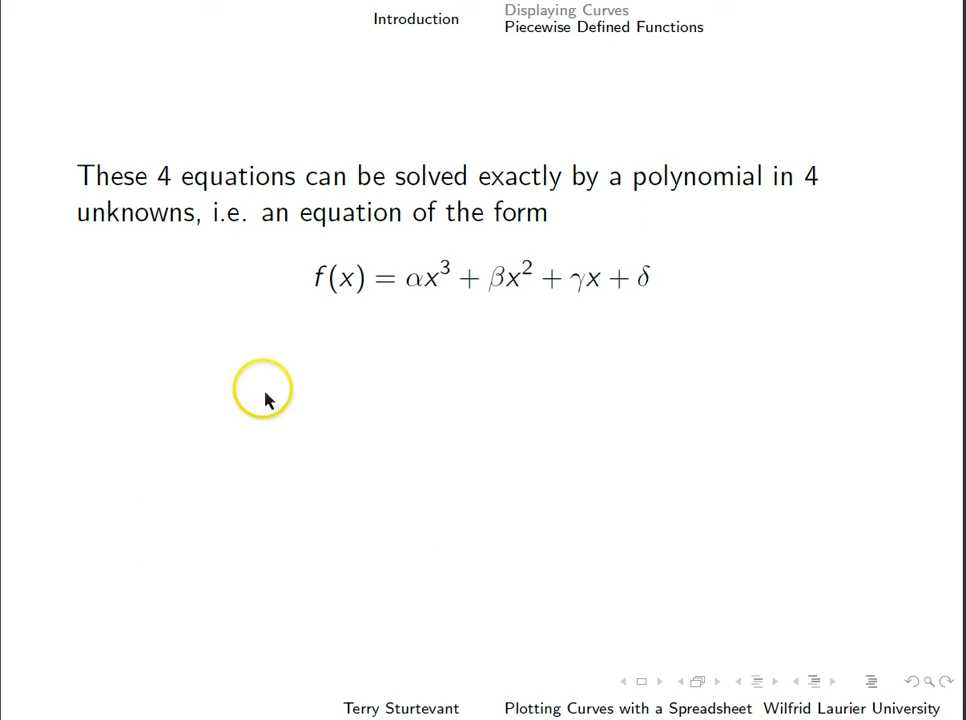 Introduction
Displaying Curves
Piecewise Defined Functions
These 4 equations can be solved exactly by a polynomial in 4
unknowns, i.e. an equation of the form
f(x) = αx³ + βx² + γx + δ
Terry Sturtevant
Plotting Curves with a Spreadsheet Wilfrid Laurier University